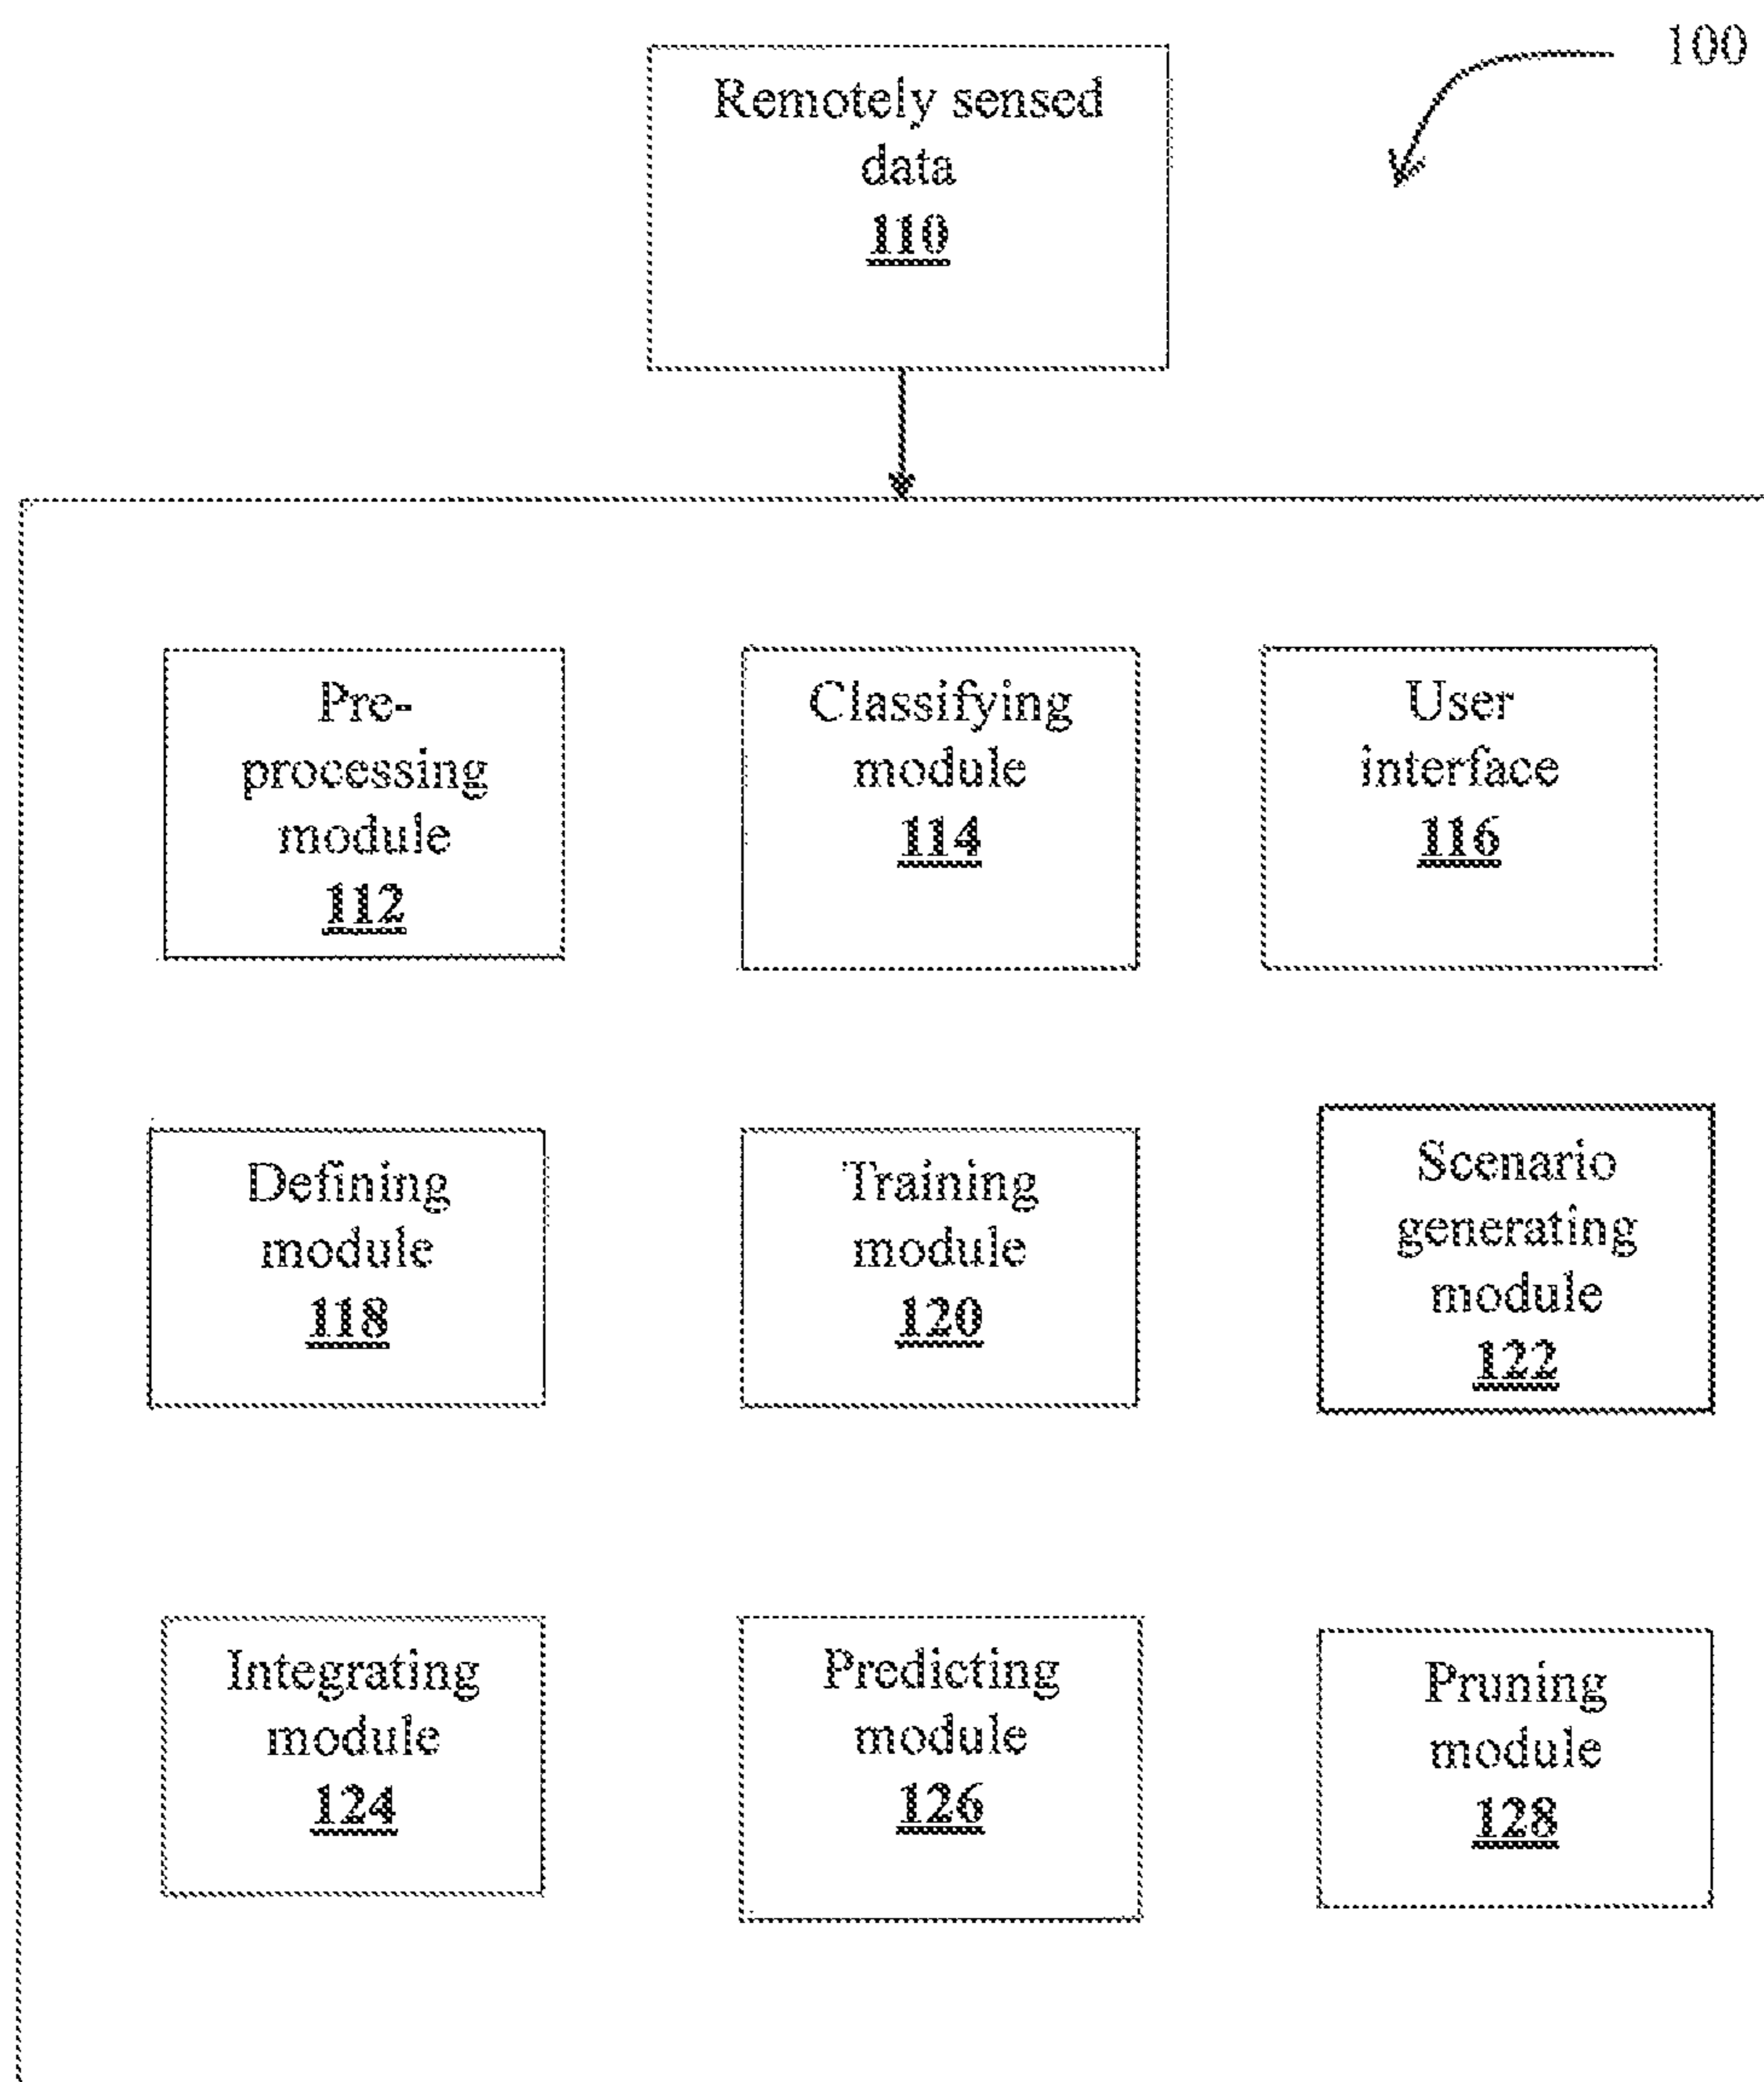 100
Remotely sensed
data
110
Pre-
processing
module
112
Classifying
module
114
User
interface
116
Defining
module
118
Training
module
120
Scenario
generating
module
122
Integrating
module
124
Predicting
module
126
Pruning
module
128